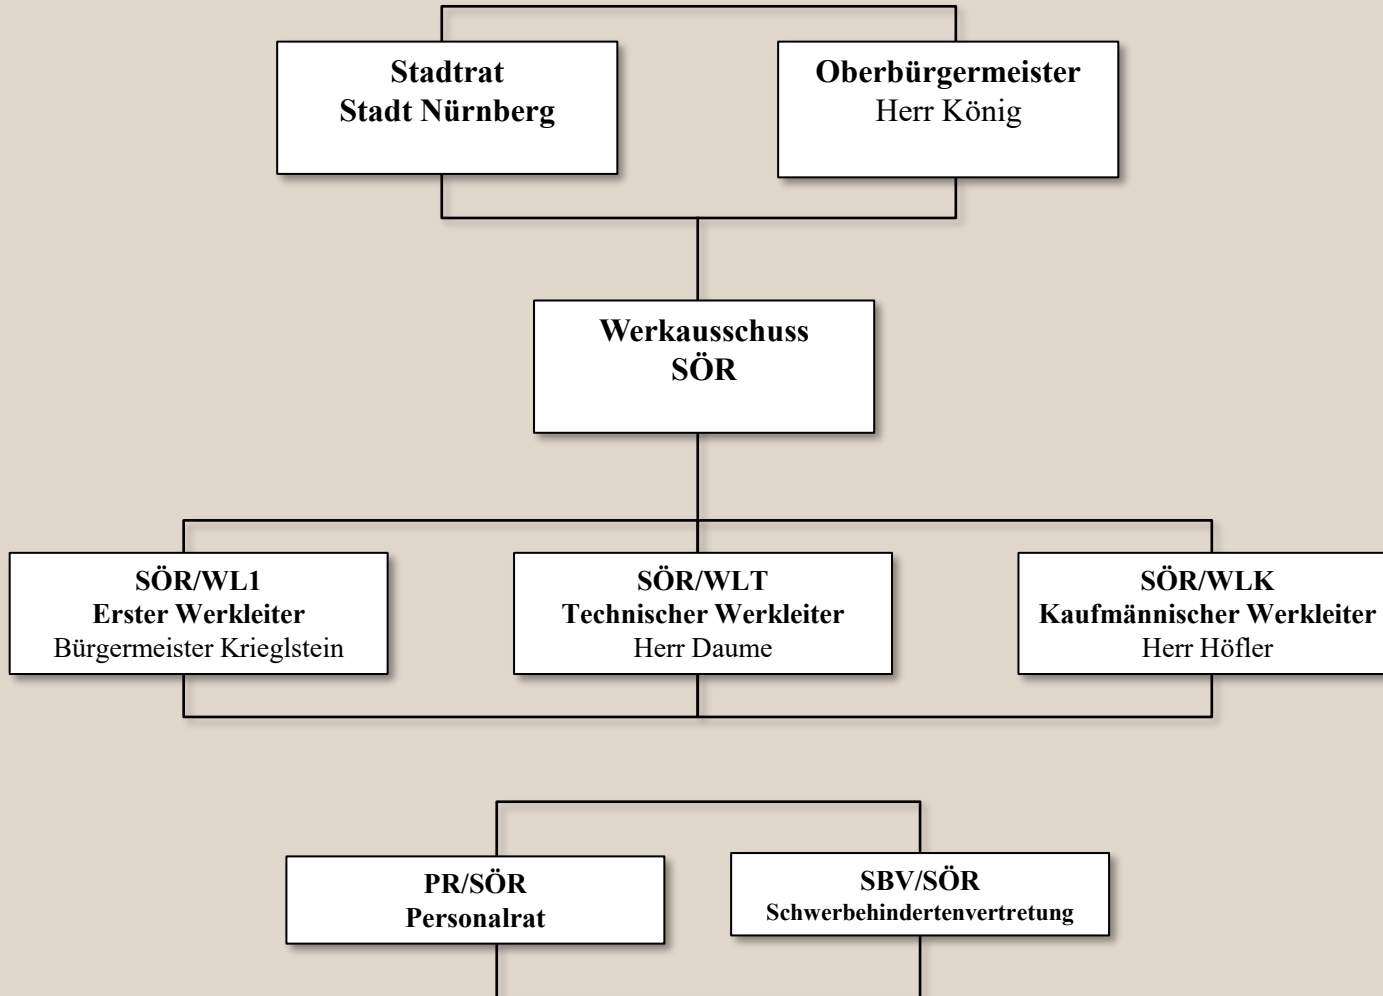 Stadtrat
Stadt Nürnberg
Oberbürgermeister
Herr König
Werkausschuss
SÖR
SÖR/WL1
Erster Werkleiter
Bürgermeister Krieglstein
SÖR/WLT
Technischer Werkleiter
Herr Daume
SÖR/WLK
Kaufmännischer Werkleiter
Herr Höfler
PR/SÖR
Personalrat
SBV/SÖR
Schwerbehindertenvertretung